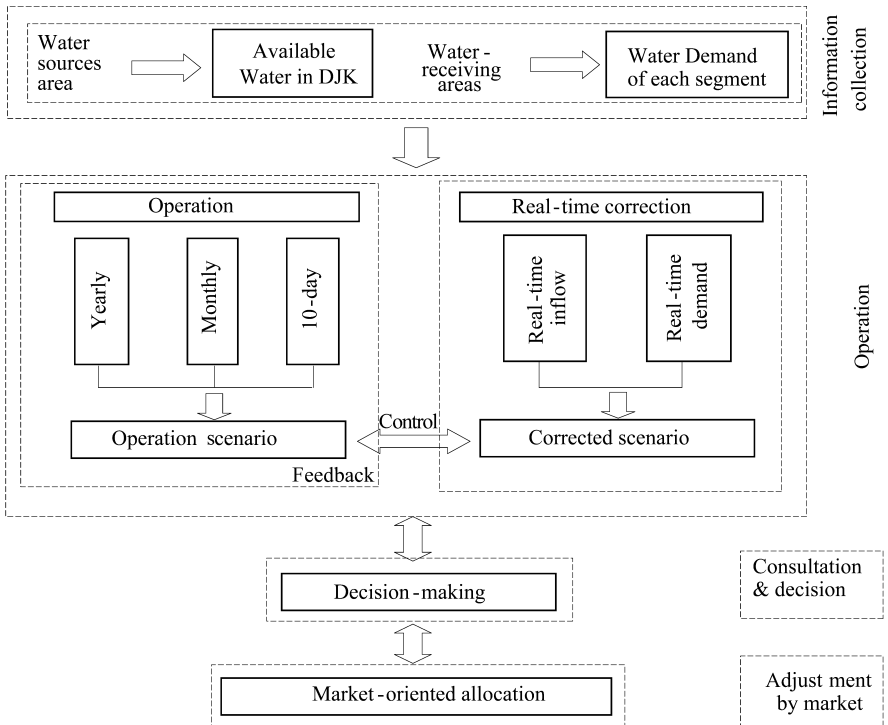 Water
sources
area
Available
Water in DJK
Water -
receiving
areas
Water Demand
of each segment
Information
collection
Operation
Yearly
Monthly
10-day
Operation scenario
Feedback
Control
Real-time correction
Real-time
inflow
Real-time
demand
Corrected scenario
Operation
Decision-making
Consultation
& decision
Market-oriented allocation
Adjust ment
by market